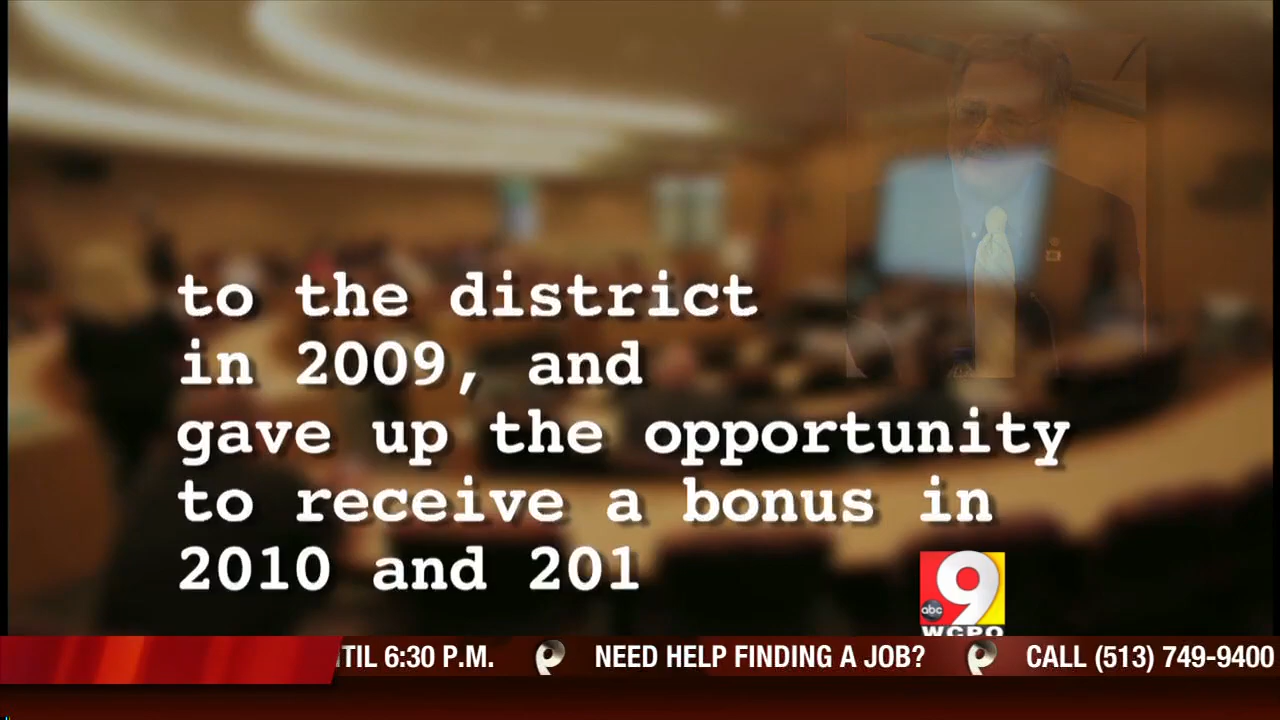 to the district
in 2009, and
gave up the opportunity
to receive a bonus in
2010 and 201
9
abc
WCPO
TIL 6:30 P.M. NEED HELP FINDING A JOB? CALL (513) 749-9400